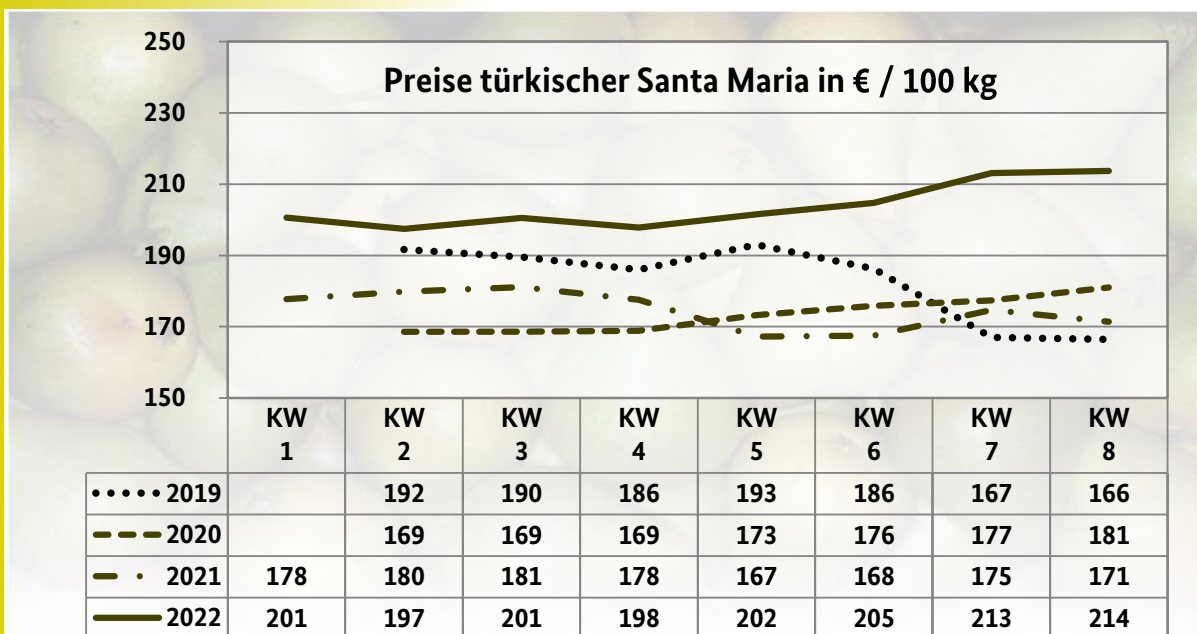 Preise türkischer Santa Maria in € / 100 kg
250
230
210
190
170
150
KW 1 KW 2 KW 3 KW 4 KW 5 KW 6 KW 7 KW 8
2019 192 190 186 193 186 167 166
2020 169 169 169 173 176 177 181
2021 178 180 181 178 167 168 175 171
2022 201 197 201 198 202 205 213 214